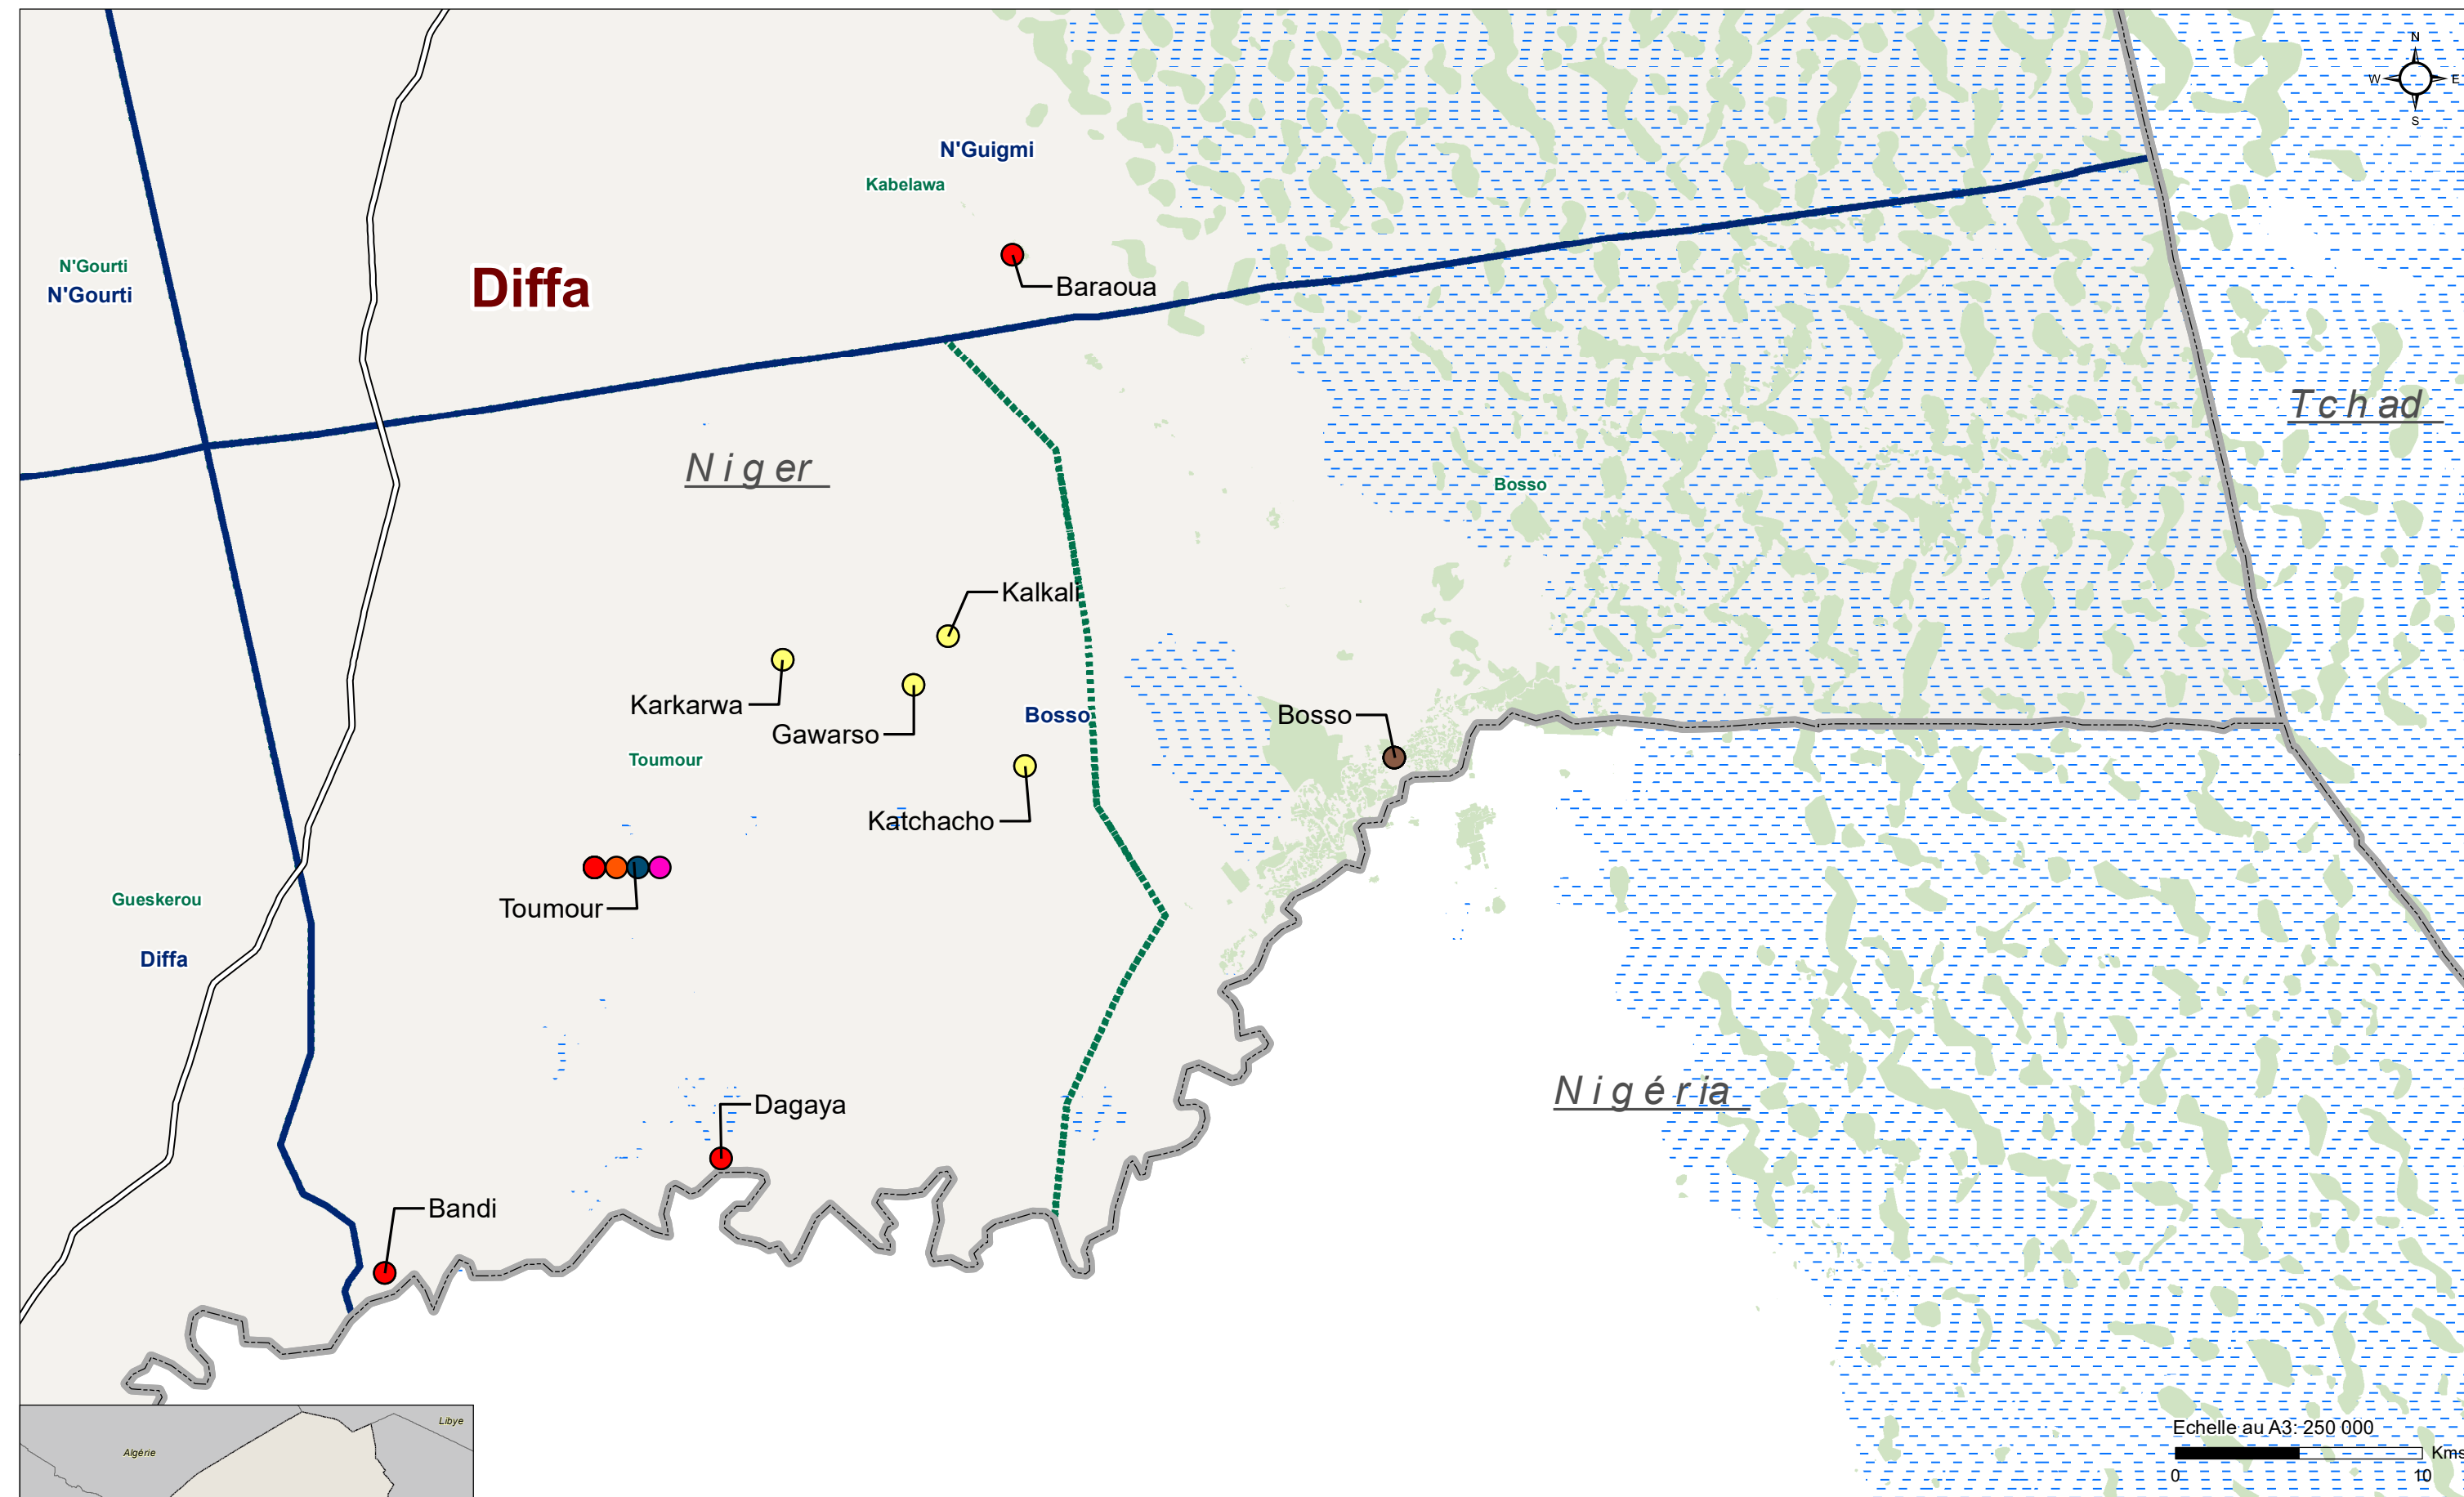 N
W
E
S
N'Guigmi
Kabelawa
N'Gourti
N'Gourti
Diffa
Baraoua
Tchad
Niger
Bosso
Kalkali
Karkarwa
Gawarso
Bosso
Bosso
Toumour
Katchacho
Toumour
Gueskerou
Diffa
Nigéria
Dagaya
Bandi
Libye
Algérie
Echelle au A3: 250 000
Kms
0
10